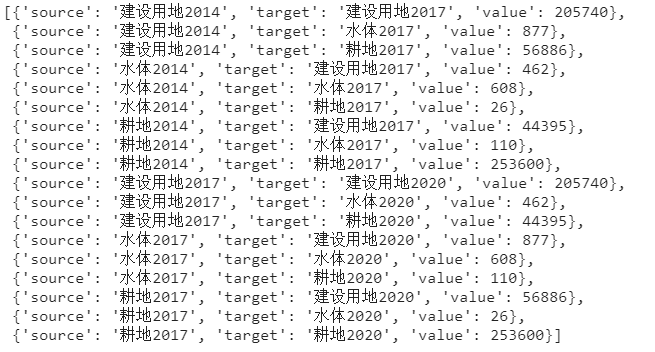 [{'source': '建设用地2014', 'target': '建设用地2017', 'value': 205740},
{'source': '建设用地2014', 'target': '水体2017', 'value': 877},
{'source': '建设用地2014', 'target': '耕地2017', 'value': 56886},
{'source': '水体2014', 'target': '建设用地2017', 'value': 462},
{'source': '水体2014', 'target': '水体2017', 'value': 608},
{'source': '水体2014', 'target': '耕地2017', 'value': 26},
{'source': '耕地2014', 'target': '建设用地2017', 'value': 44395},
{'source': '耕地2014', 'target': '水体2017', 'value': 110},
{'source': '耕地2014', 'target': '耕地2017', 'value': 253600},
{'source': '建设用地2017', 'target': '建设用地2020', 'value': 205740},
{'source': '建设用地2017', 'target': '水体2020', 'value': 462},
{'source': '建设用地2017', 'target': '耕地2020', 'value': 44395},
{'source': '水体2017', 'target': '建设用地2020', 'value': 877},
{'source': '水体2017', 'target': '水体2020', 'value': 608},
{'source': '水体2017', 'target': '耕地2020', 'value': 110},
{'source': '耕地2017', 'target': '建设用地2020', 'value': 56886},
{'source': '耕地2017', 'target': '水体2020', 'value': 26},
{'source': '耕地2017', 'target': '耕地2020', 'value': 253600}]